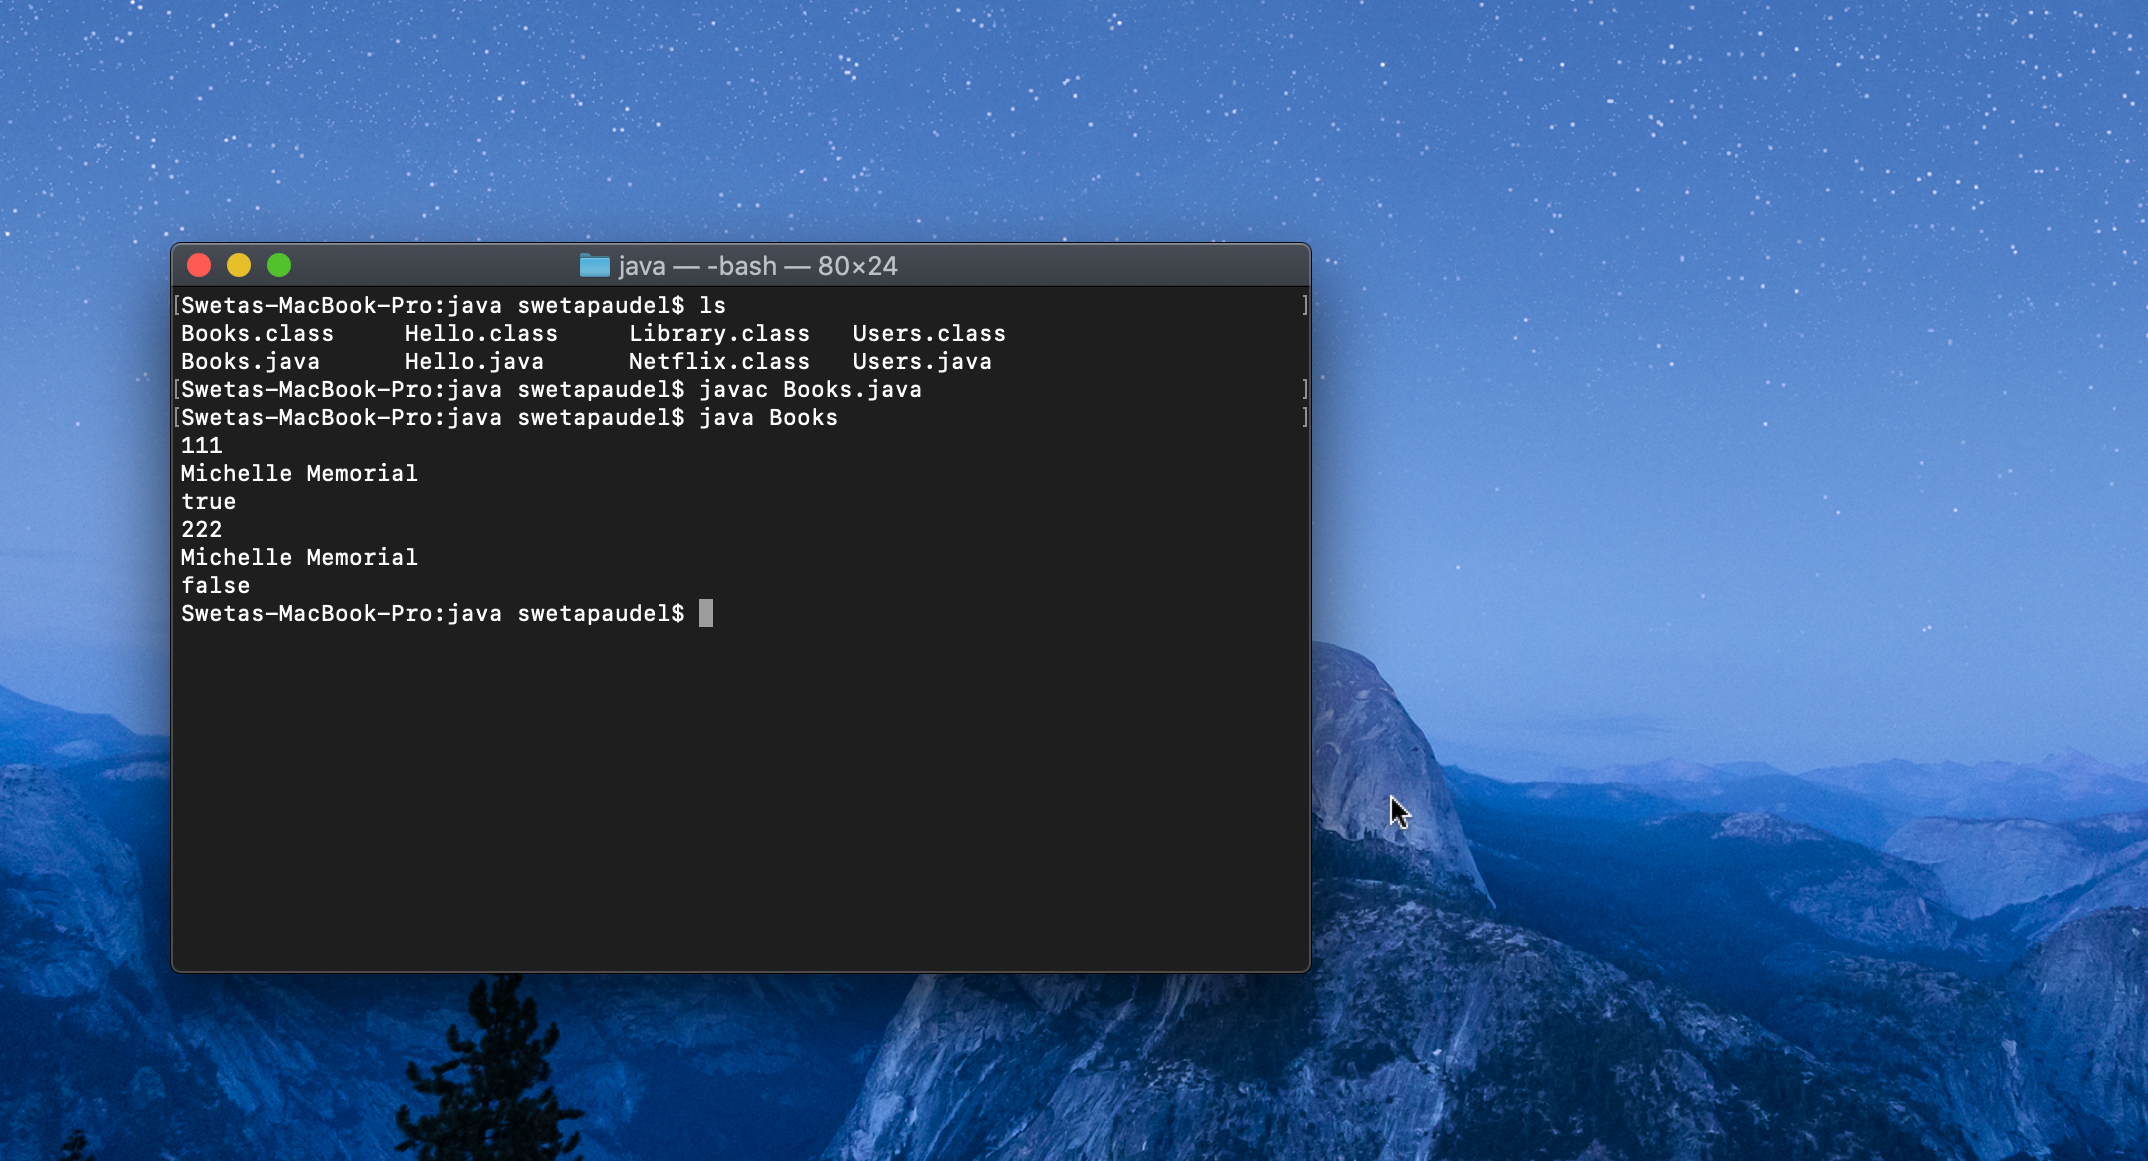 java — -bash — 80×24
[Swetas-MacBook-Pro:java swetapaudel$ ls ]
Books.class Hello.class Library.class Users.class
Books.java Hello.java Netflix.class Users.java
[Swetas-MacBook-Pro:java swetapaudel$ javac Books.java ]
[Swetas-MacBook-Pro:java swetapaudel$ java Books ]
111
Michelle Memorial
true
222
Michelle Memorial
false
Swetas-MacBook-Pro:java swetapaudel$